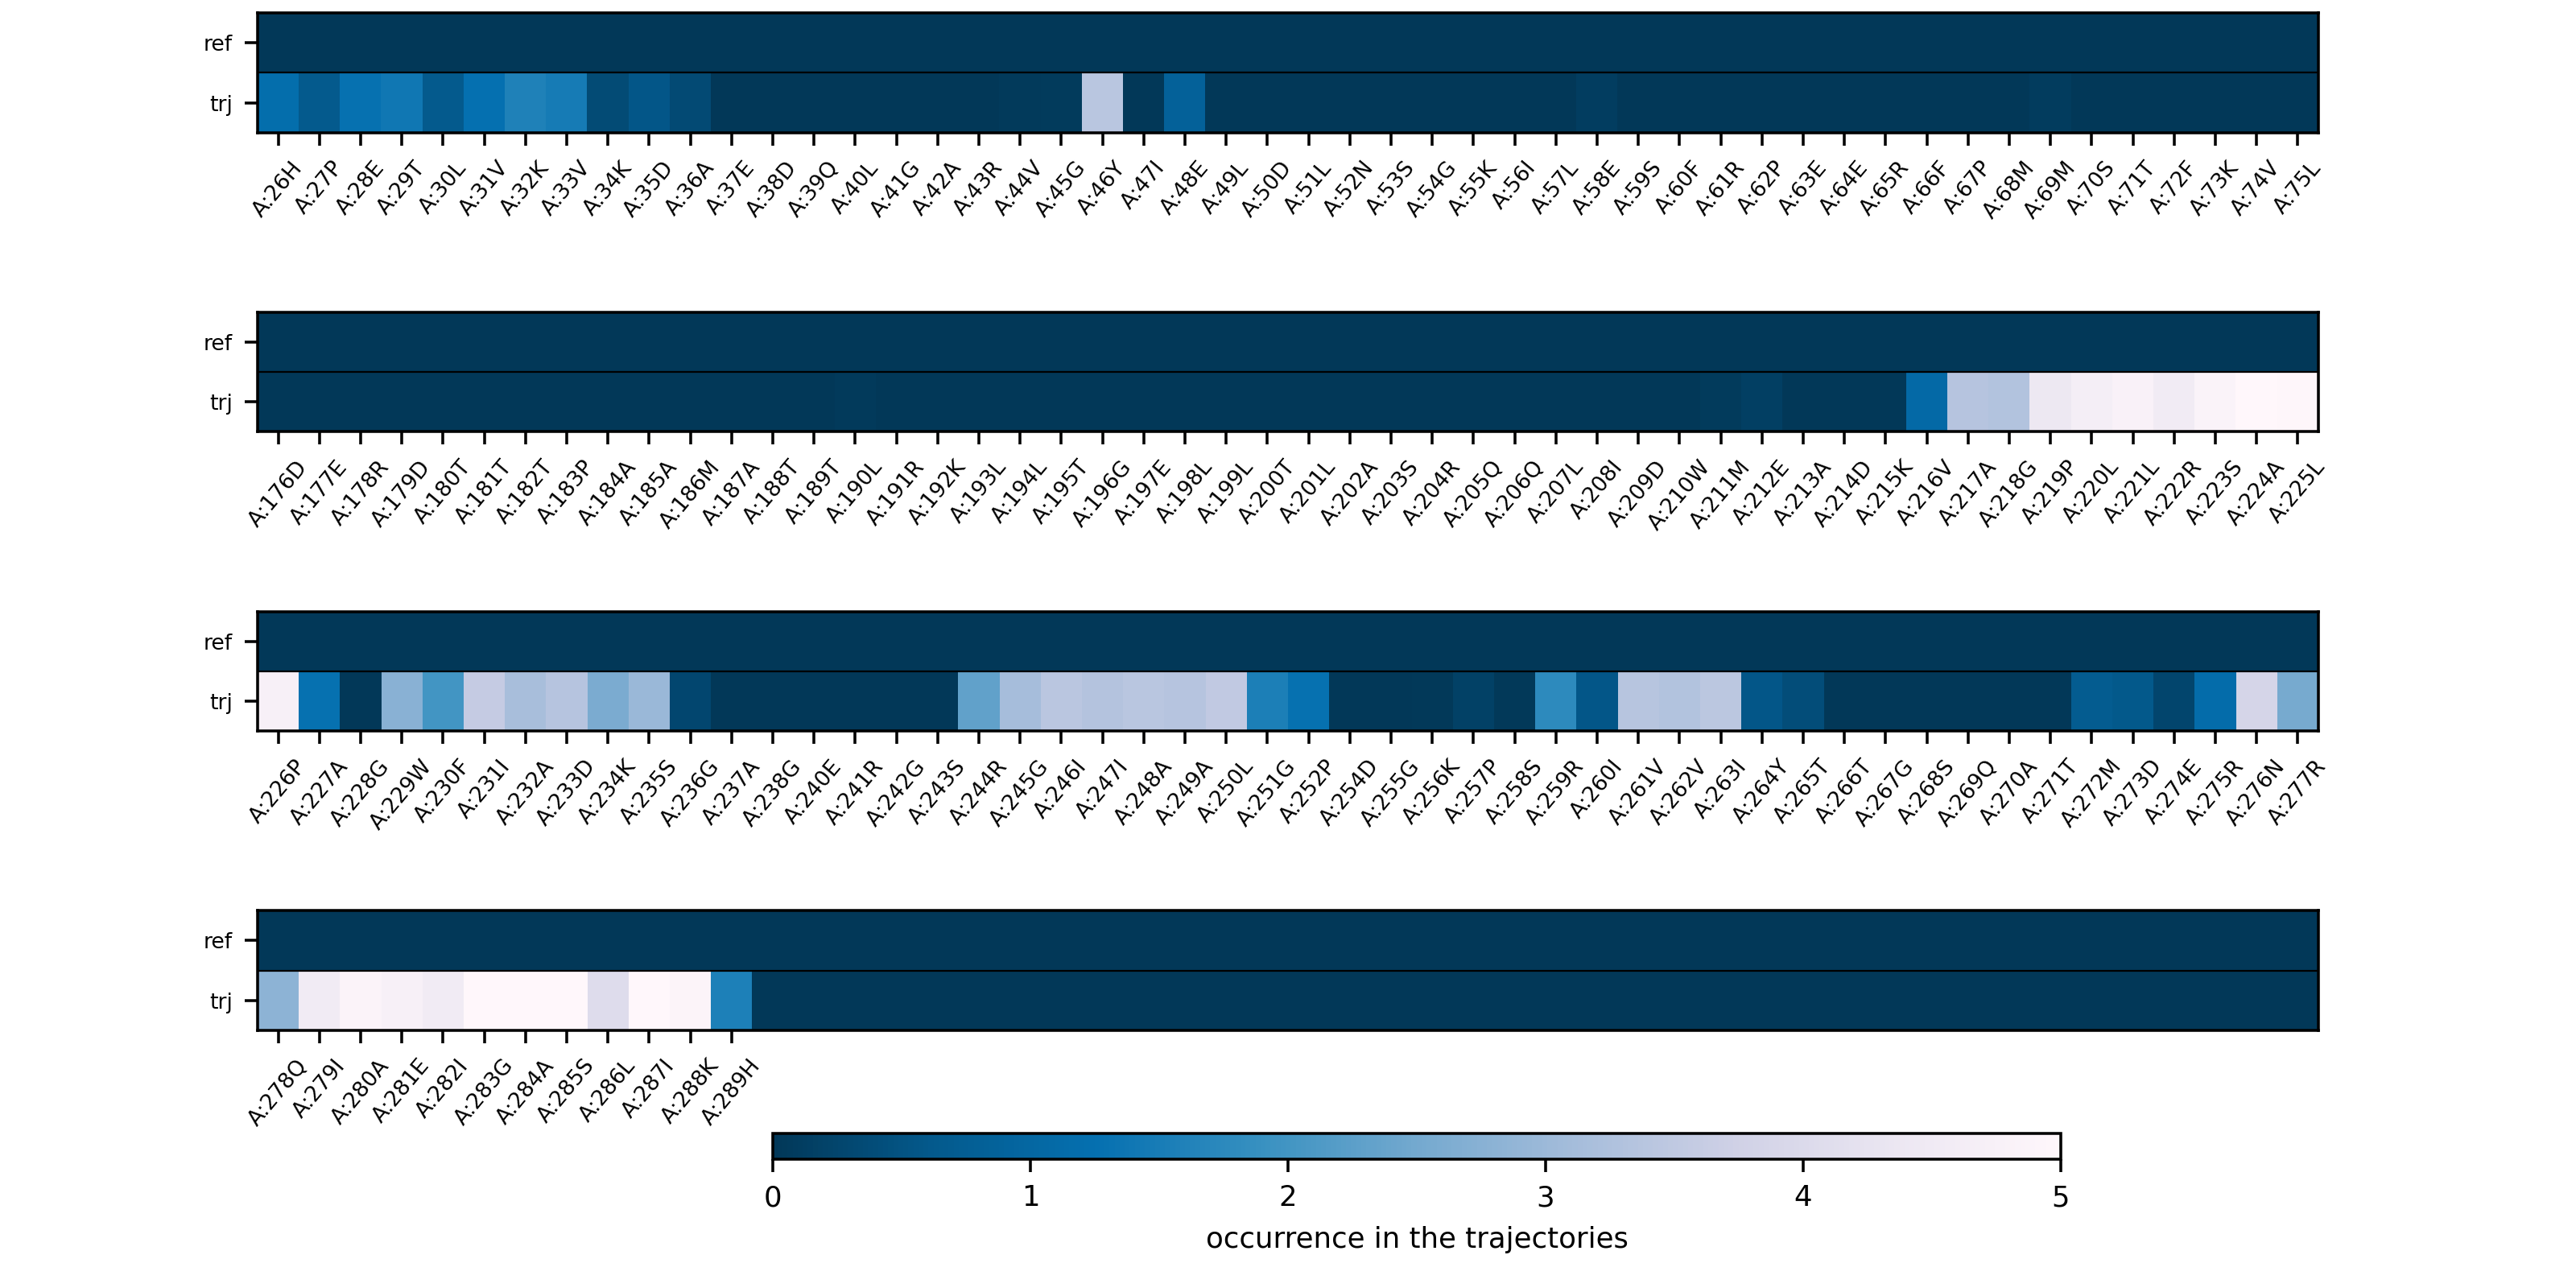 ref
trj
A:26H A:27P A:28E A:29T A:30L A:31V A:32K A:33V A:34K A:35D A:36A A:37E A:38D A:39Q A:40L A:41G A:42A A:43R A:44V A:45G A:46Y A:47I A:48E A:49L A:50D A:51L A:52N A:53S A:54G A:55K A:56I A:57L A:58E A:59S A:60F A:61R A:62P A:63E A:64E A:65R A:66F A:67P A:68M A:69M A:70S A:71T A:72F A:73K A:74V A:75L
ref
trj
A:176D A:177E A:178R A:179D A:180T A:181T A:182T A:183P A:184A A:185A A:186M A:187A A:188T A:189T A:190L A:191R A:192K A:193L A:194L A:195T A:196G A:197E A:198L A:199L A:200T A:201L A:202A A:203S A:204R A:205Q A:206Q A:207L A:208I A:209D A:210W A:211M A:212E A:213A A:214D A:215K A:216V A:217A A:218G A:219P A:220L A:221L A:222R A:223S A:224A A:225L
ref
trj
A:226P A:227A A:228G A:229W A:230F A:231I A:232A A:233D A:234K A:235S A:236G A:237A A:238G A:240E A:241R A:242G A:243S A:244R A:245G A:246I A:247I A:248A A:249A A:250L A:251G A:252P A:254D A:255G A:256K A:257P A:258S A:259R A:260I A:261V A:262V A:263I A:264Y A:265T A:266T A:267G A:268S A:269Q A:270A A:271T A:272M A:273D A:274E A:275R A:276N A:277R
ref
trj
A:278Q A:279I A:280A A:281E A:282I A:283G A:284A A:285S A:286L A:287I A:288K A:289H
0 1 2 3 4 5
occurrence in the trajectories